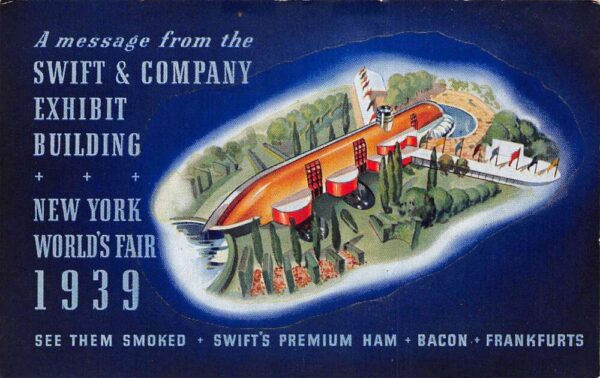 A message from the
SWIFT & COMPANY
EXHIBIT
BUILDING
+ + +
NEW YORK
WORLD'S FAIR
1939
SEE THEM SMOKED + SWIFT'S PREMIUM HAM + BACON + FRANKFURTS